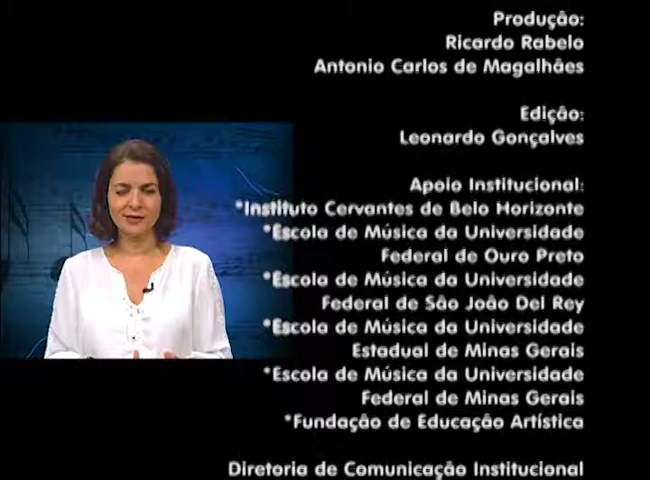 Produção:
Ricardo Rabelo
Antonio Carlos de Magalhães
Edição:
Leonardo Gonçalves
Apoio Institucional:
*Instituto Cervantes de Belo Horizonte
*Escola de Música da Universidade
Federal de Ouro Preto
*Escola de Música da Universidade
Federal de São João Del Rey
*Escola de Música da Universidade
Estadual de Minas Gerais
*Escola de Música da Universidade
Federal de Minas Gerais
*Fundação de Educação Artística
Diretoria de Comunicação Institucional